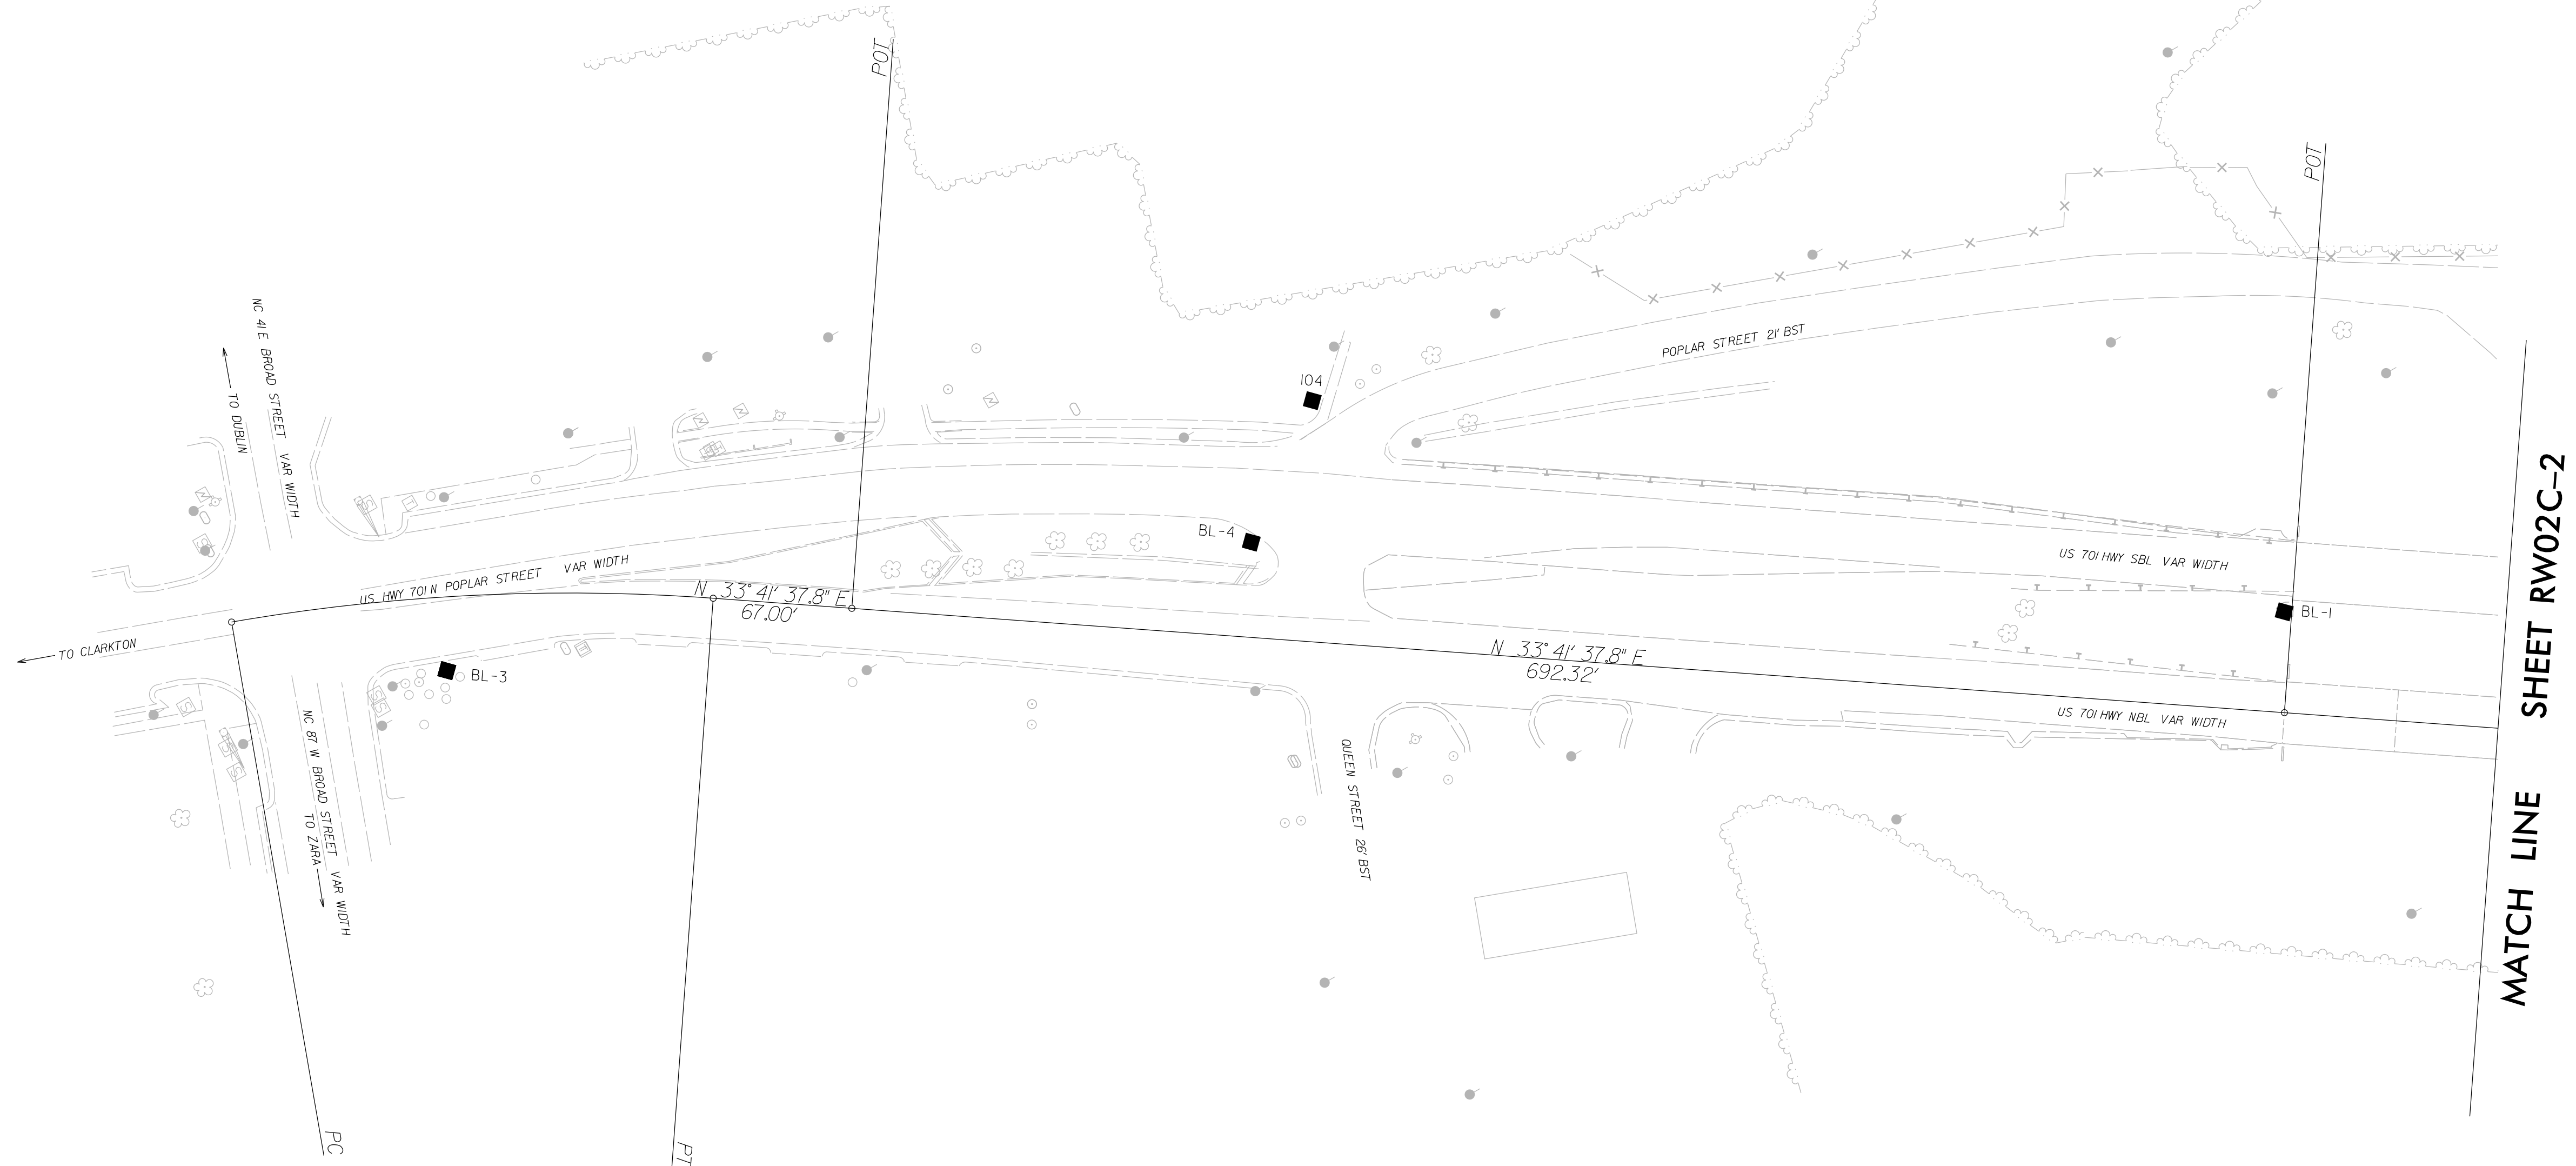 POT
POT
NC 41 E BROAD STREET VAR WIDTH
TO DUBLIN
104
POPLAR STREET 21' BST
BL-4
US HWY 701 N POPLAR STREET VAR WIDTH
N 33° 41' 37.8" E
67.00'
US 701 HWY SBL VAR WIDTH
BL-1
TO CLARKTON
BL-3
N 33° 41' 37.8" E
692.32'
US 701 HWY NBL VAR WIDTH
NC 87 W BROAD STREET VAR WIDTH
TO ZARA
QUEEN STREET 26' BST
PC
PT
MATCH LINE SHEET RW02C-2